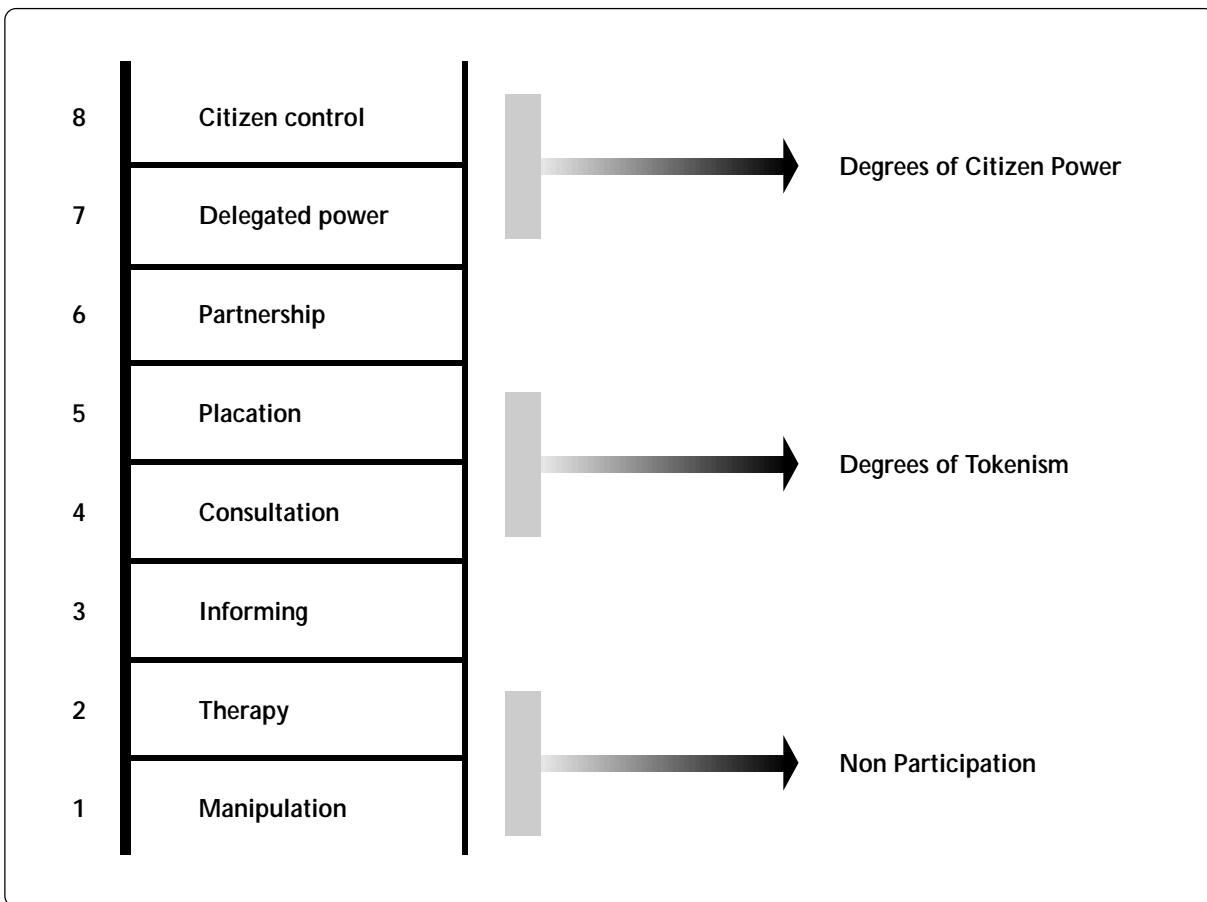 8 Citizen control
Degrees of Citizen Power
7 Delegated power
6 Partnership
5 Placation
Degrees of Tokenism
4 Consultation
3 Informing
2 Therapy
Non Participation
1 Manipulation